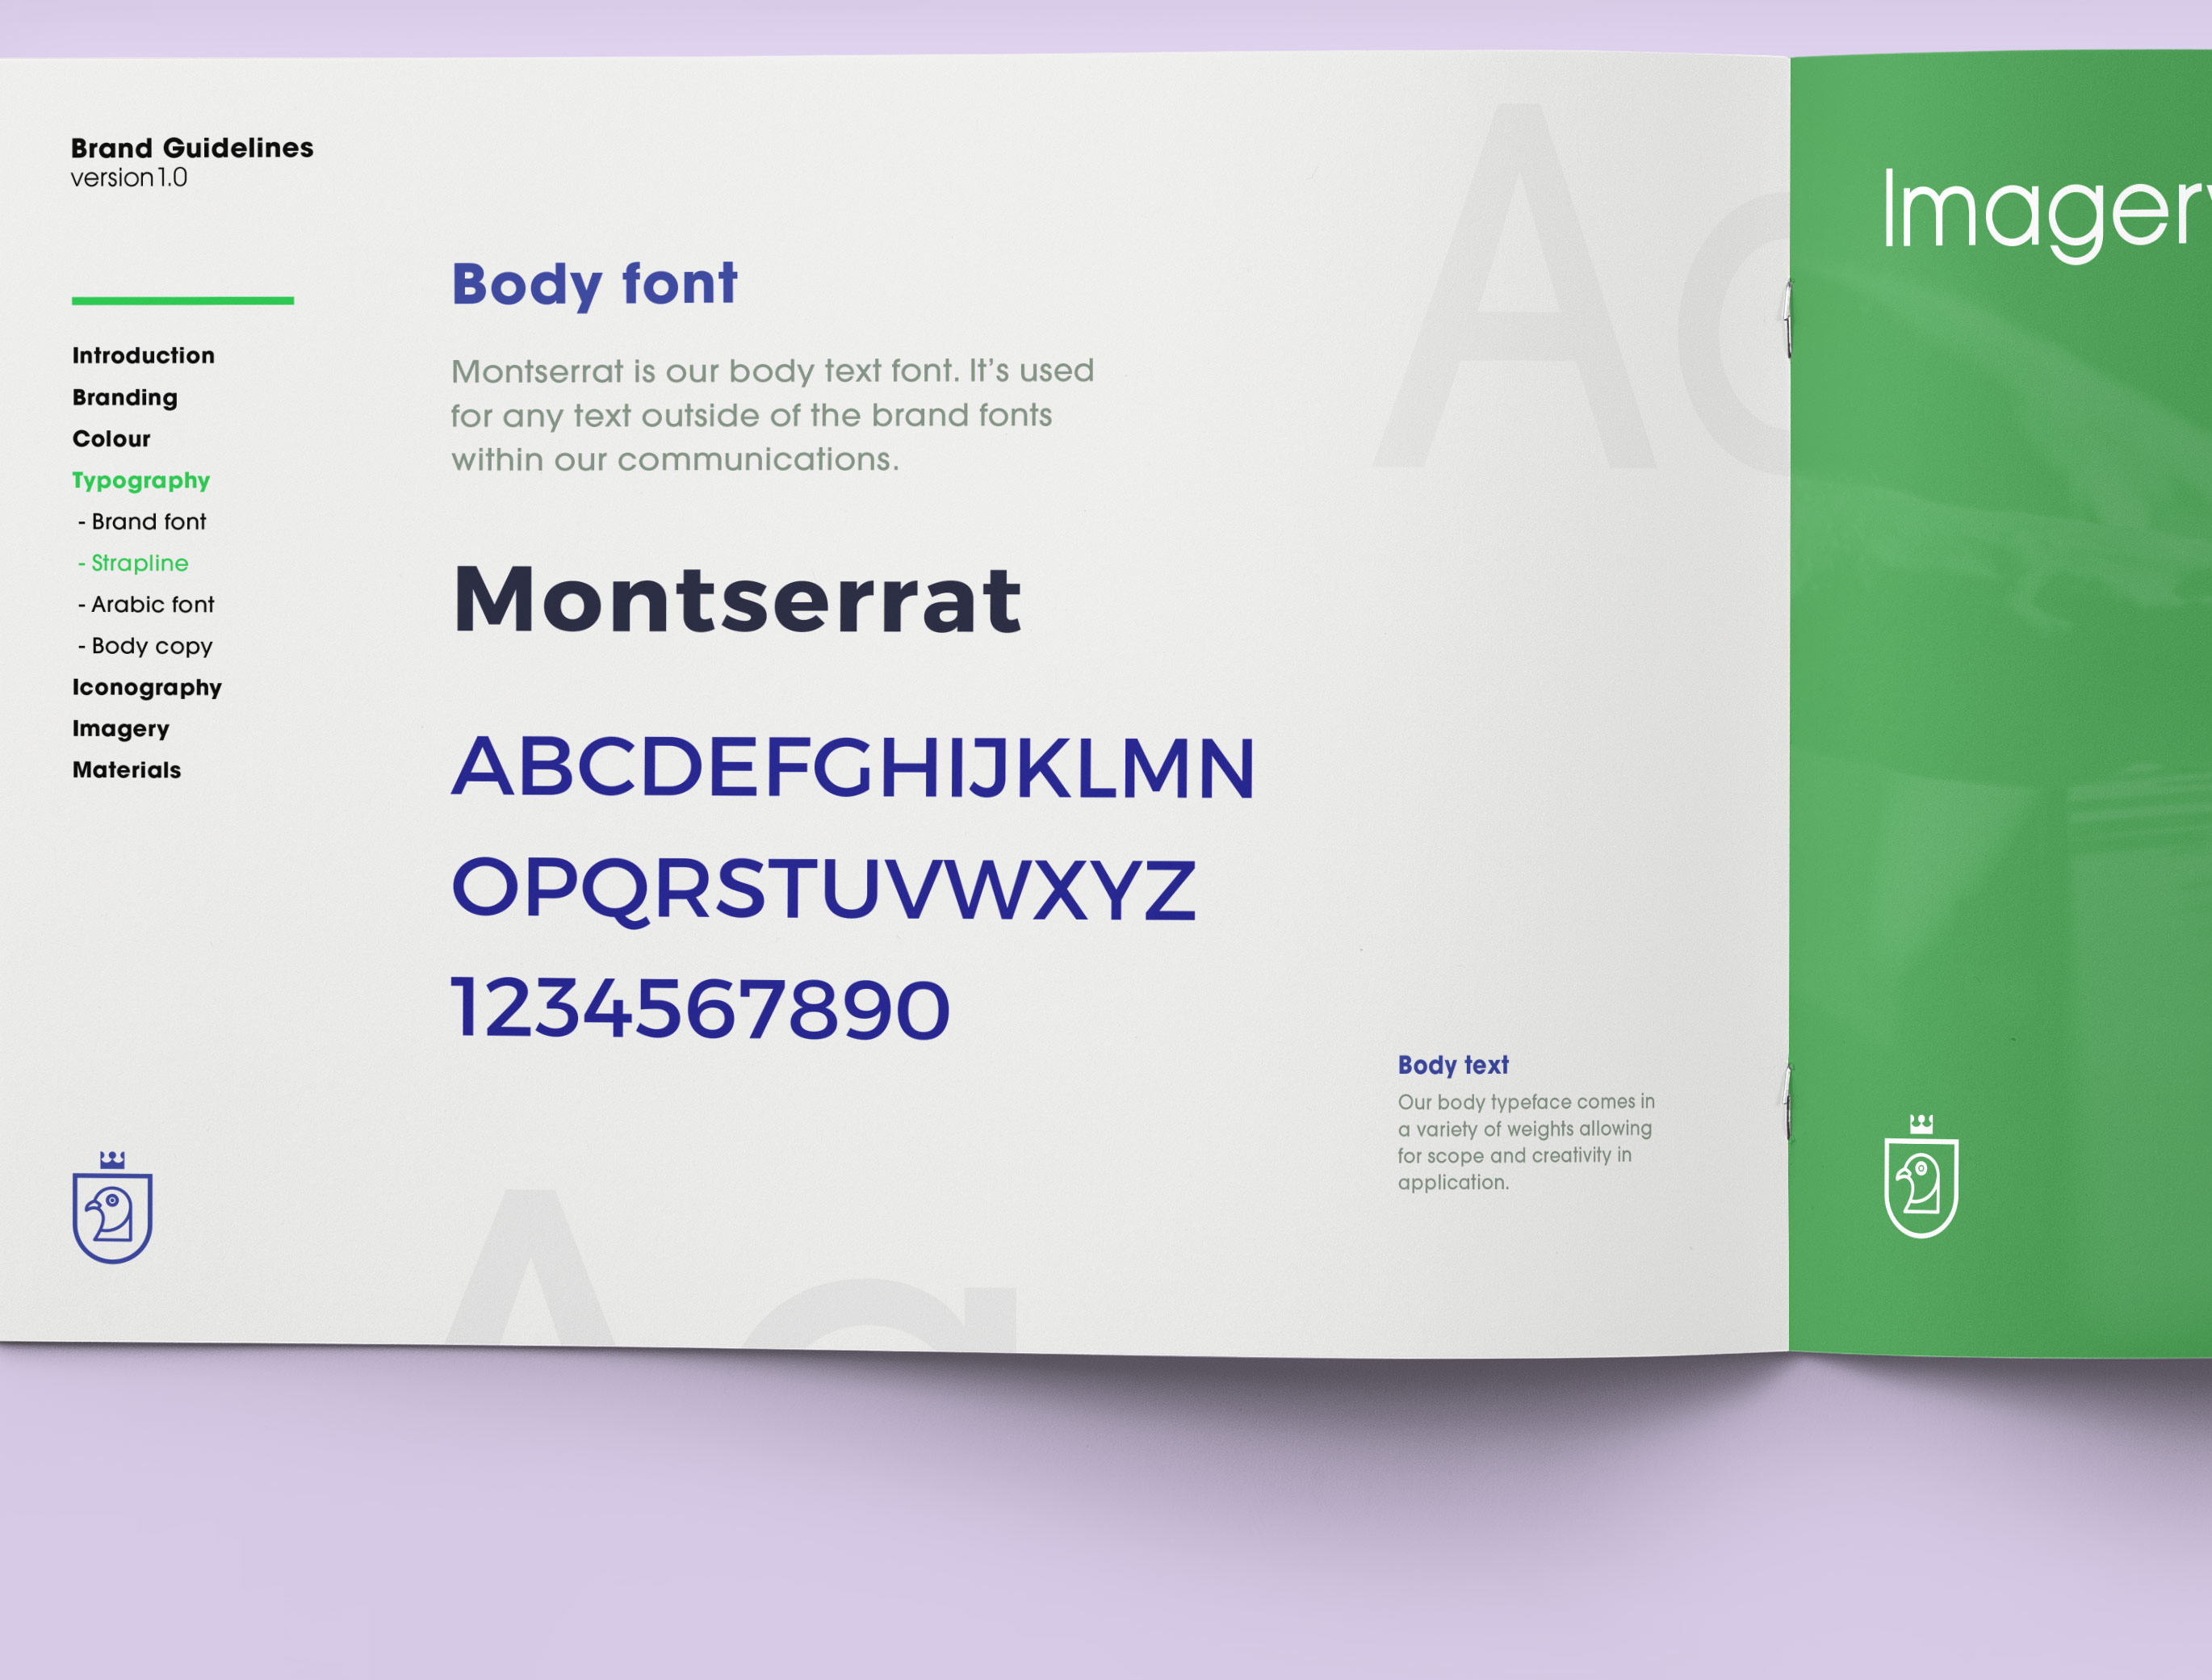 Brand Guidelines
version 1.0
Introduction
Branding
Colour
Typography
- Brand font
- Strapline
- Arabic font
- Body copy
Iconography
Imagery
Materials
Body font
Montserrat is our body text font. It’s used
for any text outside of the brand fonts
within our communications.
Montserrat
ABCDEFGHIJKLMN
OPQRSTUVWXYZ
1234567890
Body text
Our body typeface comes in
a variety of weights allowing
for scope and creativity in
application.
Imagery